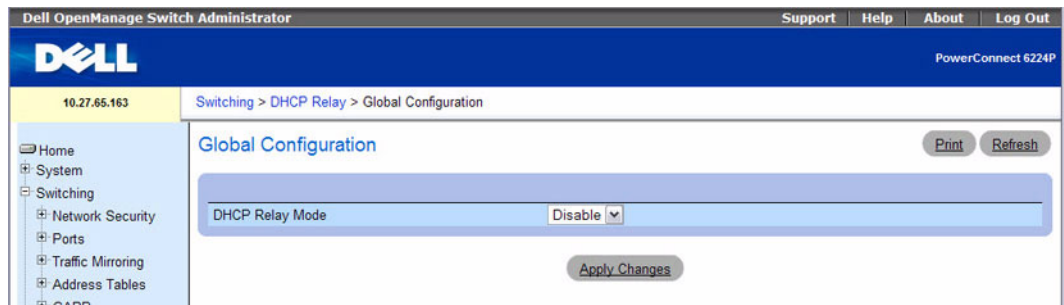 Dell OpenManage Switch Administrator
Support Help About Log Out
DELL
PowerConnect 6224P
10.27.65.163
Switching > DHCP Relay > Global Configuration
Home
System
Switching
Network Security
Ports
Traffic Mirroring
Address Tables
Global Configuration
Print
Refresh
DHCP Relay Mode
Disable
Apply Changes